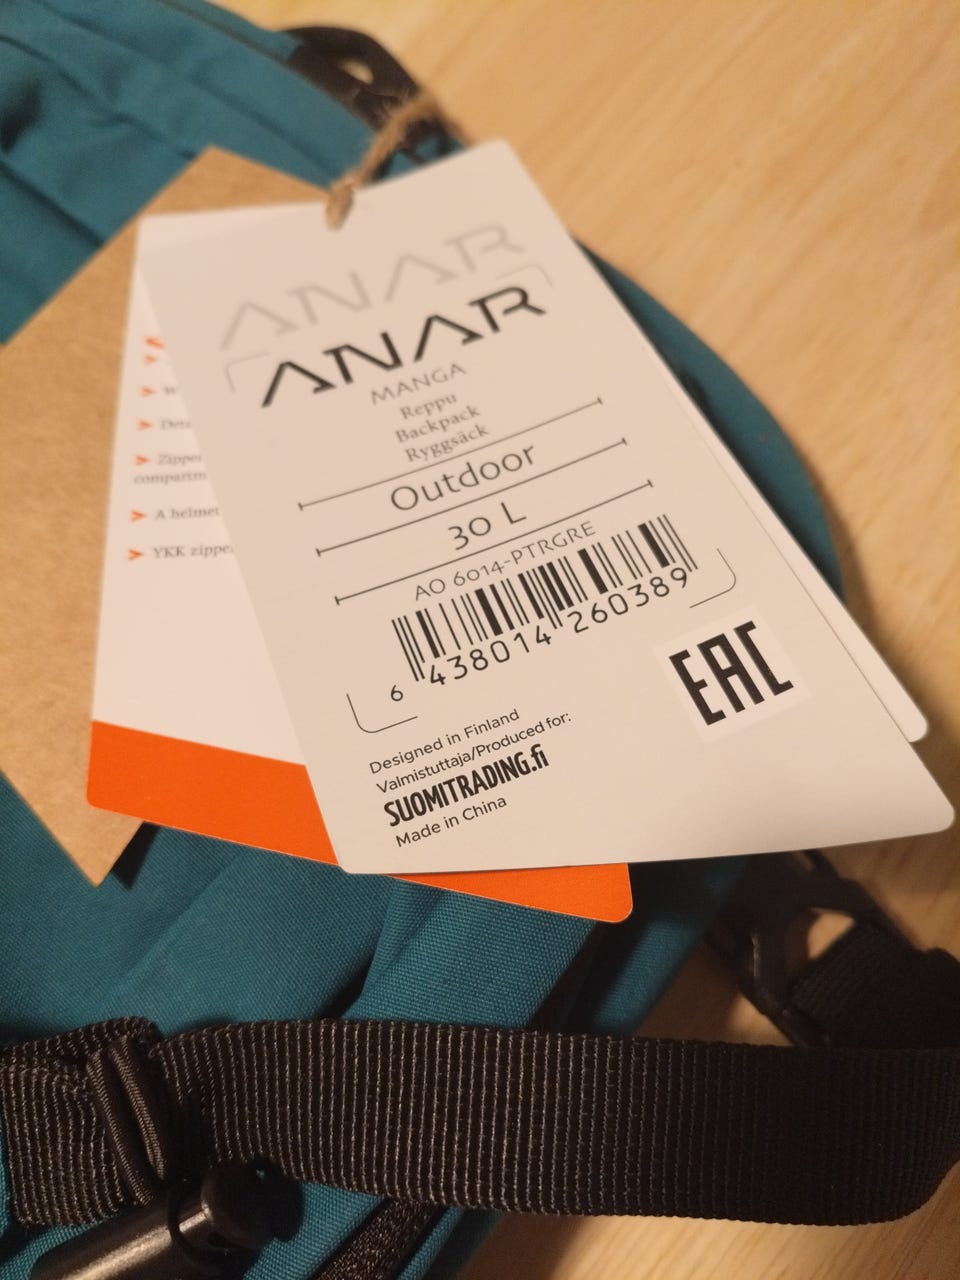 ANAR
ANAR
MANGA
Reppu
Backpack
Ryggsäck
Outdoor
30 L
AO 6014-PTRGRE
6 438014 260389
EAC
Designed in Finland
Valmistuttaja/Produced for:
SUOMITRADING.fi
Made in China
Zipper
A helmet
YKK